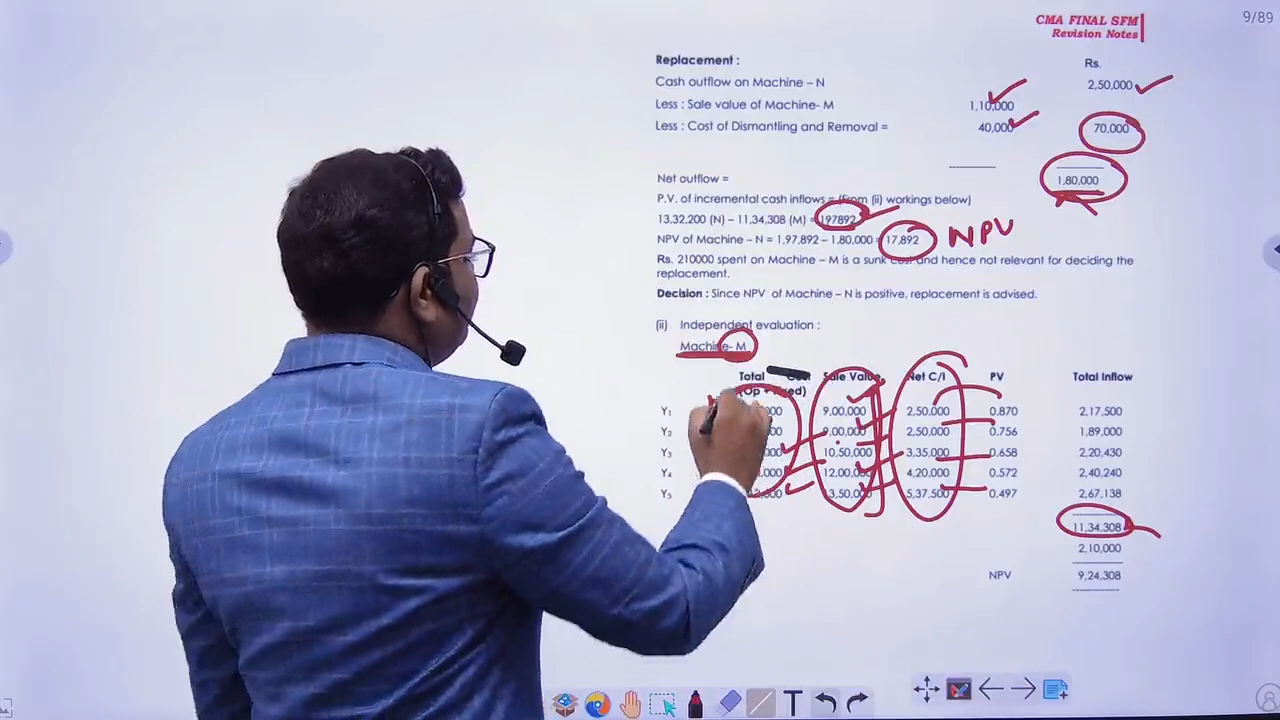 CMA FINAL SFM
Revision Notes
9/89
Replacement : Rs.
Cash outflow on Machine – N 2,50,000
Less : Sale value of Machine- M 1,10,000
Less : Cost of Dismantling and Removal = 40,000 70,000
Net outflow = 1,80,000
P.V. of incremental cash inflows = (from (ii) workings below)
13,32,200 (N) – 11,34,308 (M) = 197892
NPV of Machine – N = 1,97,892 – 1,80,000 = 17,892 NPV
Rs. 210000 spent on Machine – M is a sunk cost and hence not relevant for deciding the
replacement.
Decision : Since NPV of Machine – N is positive, replacement is advised.
(ii) Independent evaluation :
Machine- M
Total Cost Sale Value Net C/I PV Total Inflow
(Op + Fixed)
Y1 9,00,000 2,50,000 0.870 2,17,500
Y2 9,00,000 2,50,000 0.756 1,89,000
Y3 10,50,000 3,35,000 0.658 2,20,430
Y4 12,00,000 4,20,000 0.572 2,40,240
Y5 5,37,500 0.497 2,67,138
11,34,308
2,10,000
NPV 9,24,308
T